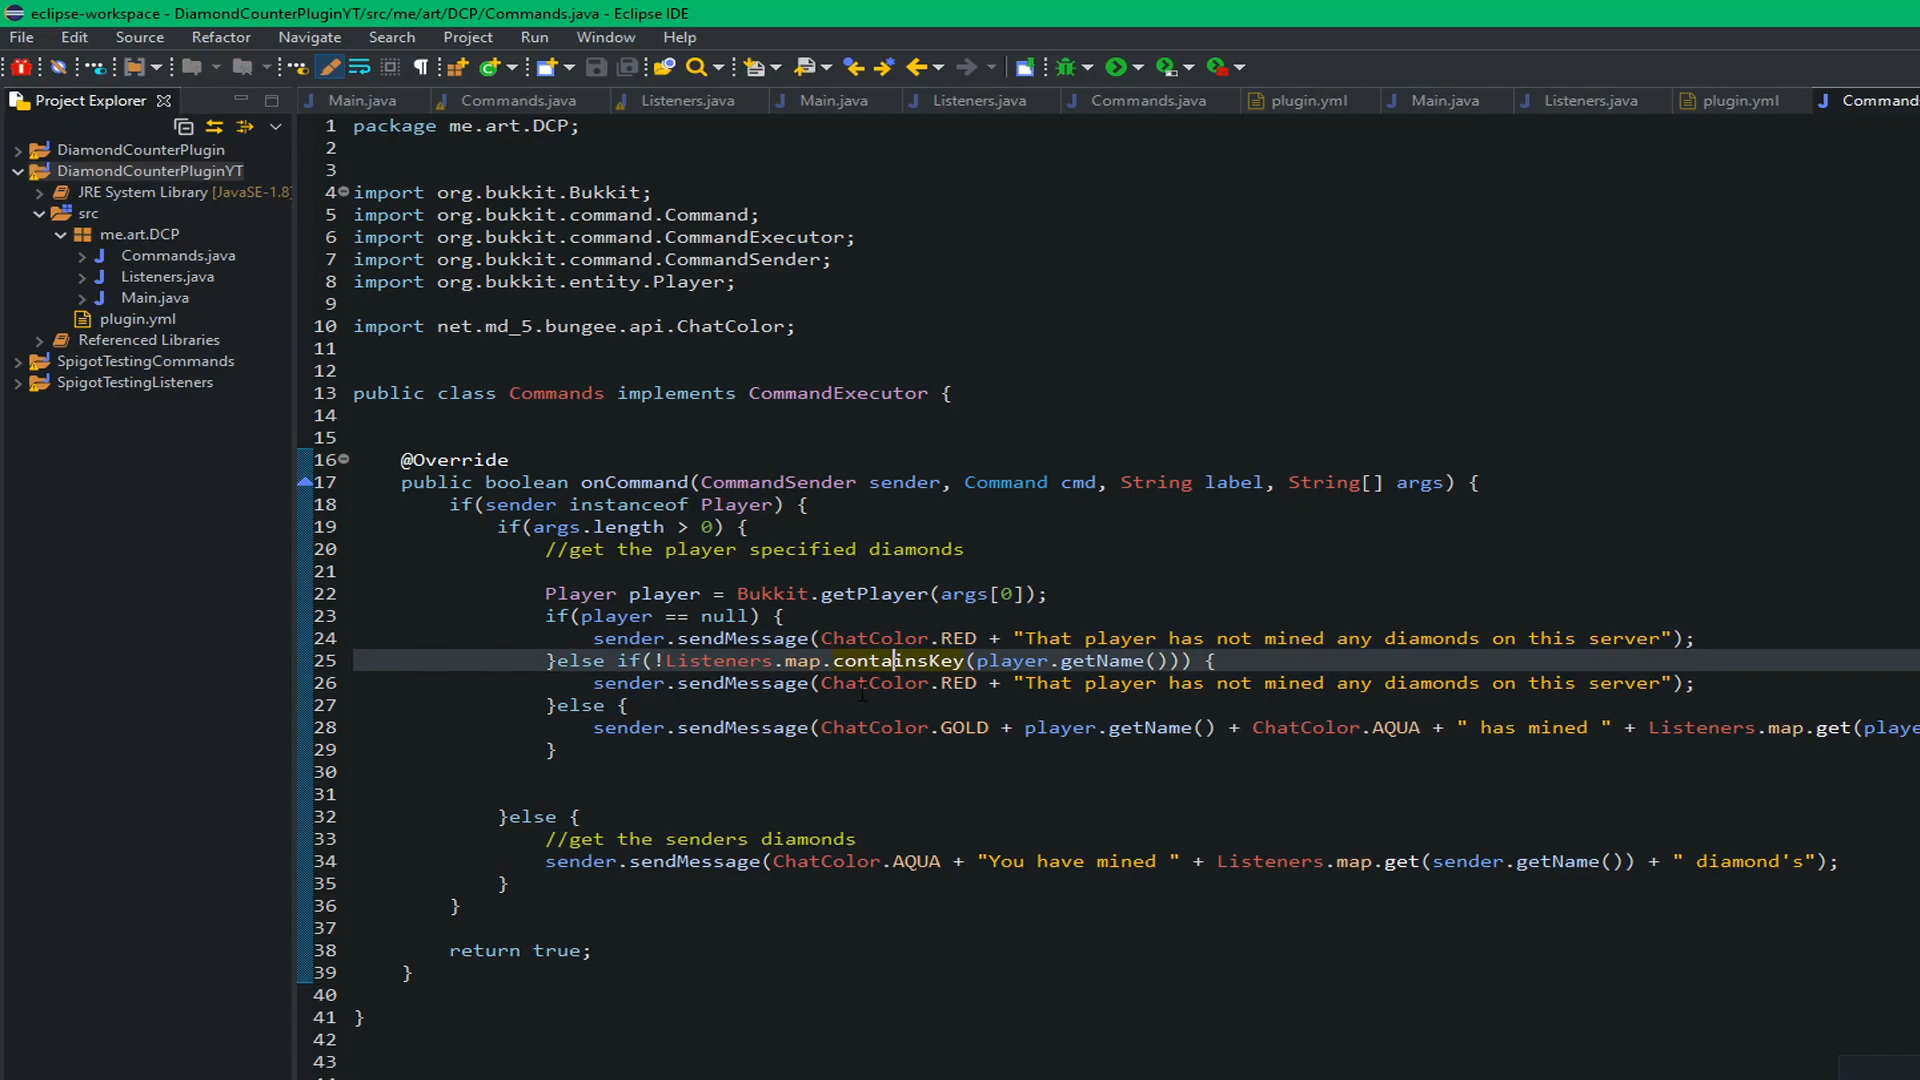 eclipse-workspace - DiamondCounterPluginYT/src/me/art/DCP/Commands.java - Eclipse IDE
File Edit Source Refactor Navigate Search Project Run Window Help
Project Explorer Main.java Commands.java Listeners.java Main.java Listeners.java Commands.java plugin.yml Main.java Listeners.java plugin.yml Command
DiamondCounterPlugin
DiamondCounterPluginYT
JRE System Library [JavaSE-1.8]
src
me.art.DCP
Commands.java
Listeners.java
Main.java
plugin.yml
Referenced Libraries
SpigotTestingCommands
SpigotTestingListeners
1 package me.art.DCP;
2
3
4 import org.bukkit.Bukkit;
5 import org.bukkit.command.Command;
6 import org.bukkit.command.CommandExecutor;
7 import org.bukkit.command.CommandSender;
8 import org.bukkit.entity.Player;
9
10 import net.md_5.bungee.api.ChatColor;
11
12
13 public class Commands implements CommandExecutor {
14
15
16 @Override
17 public boolean onCommand(CommandSender sender, Command cmd, String label, String[] args) {
18 if(sender instanceof Player) {
19 if(args.length > 0) {
20 //get the player specified diamonds
21
22 Player player = Bukkit.getPlayer(args[0]);
23 if(player == null) {
24 sender.sendMessage(ChatColor.RED + "That player has not mined any diamonds on this server");
25 }else if(!Listeners.map.containsKey(player.getName())) {
26 sender.sendMessage(ChatColor.RED + "That player has not mined any diamonds on this server");
27 }else {
28 sender.sendMessage(ChatColor.GOLD + player.getName() + ChatColor.AQUA + " has mined " + Listeners.map.get(playe
29 }
30
31
32 }else {
33 //get the senders diamonds
34 sender.sendMessage(ChatColor.AQUA + "You have mined " + Listeners.map.get(sender.getName()) + " diamond's");
35 }
36 }
37
38 return true;
39 }
40
41 }
42
43